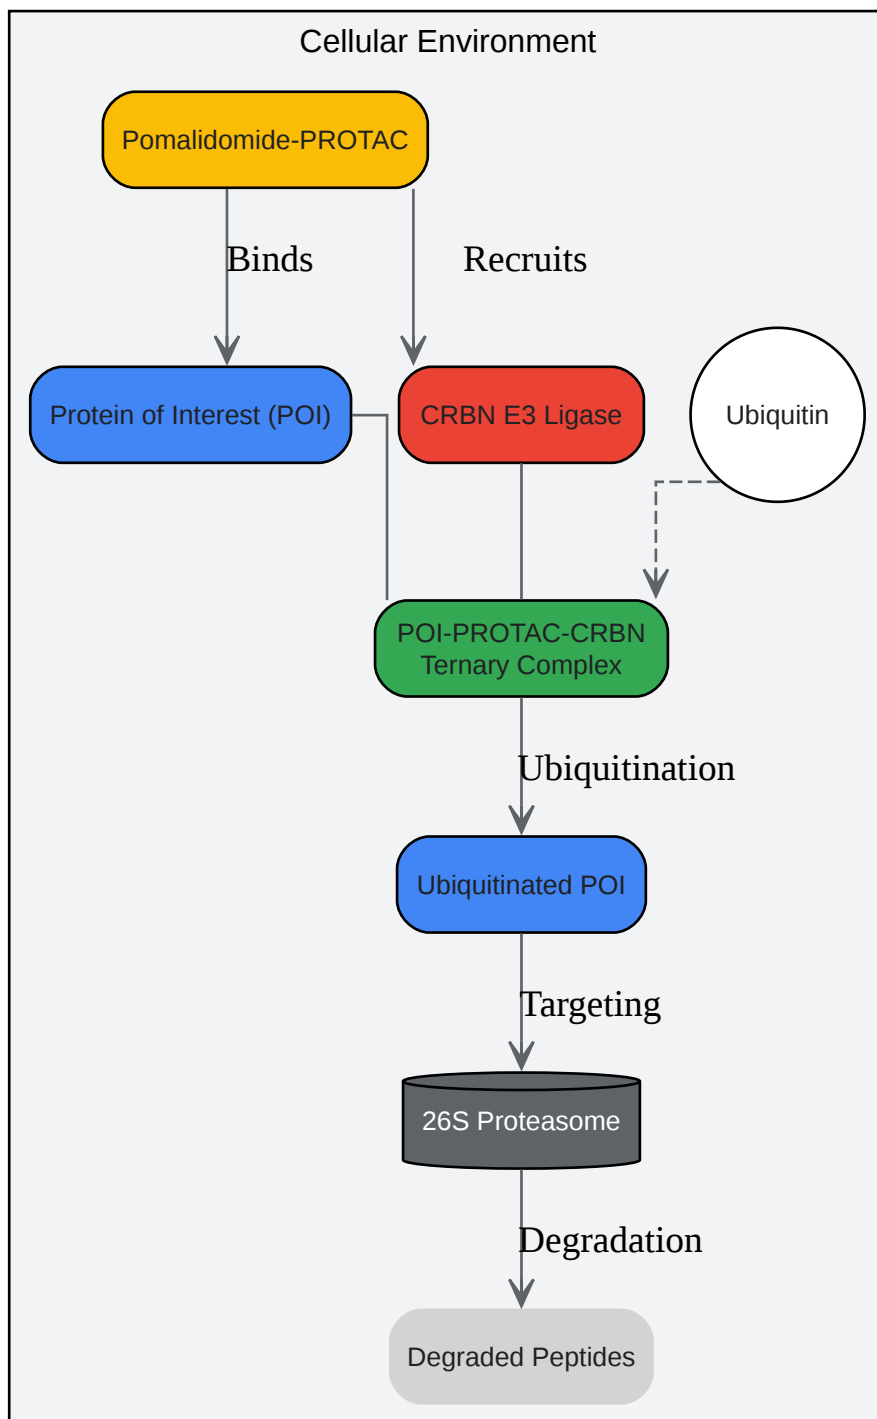 Cellular Environment
Pomalidomide-PROTAC
Binds
Recruits
Protein of Interest (POI)
CRBN E3 Ligase
Ubiquitin
POI-PROTAC-CRBN
Ternary Complex
Ubiquitination
Ubiquitinated POI
Targeting
26S Proteasome
Degradation
Degraded Peptides